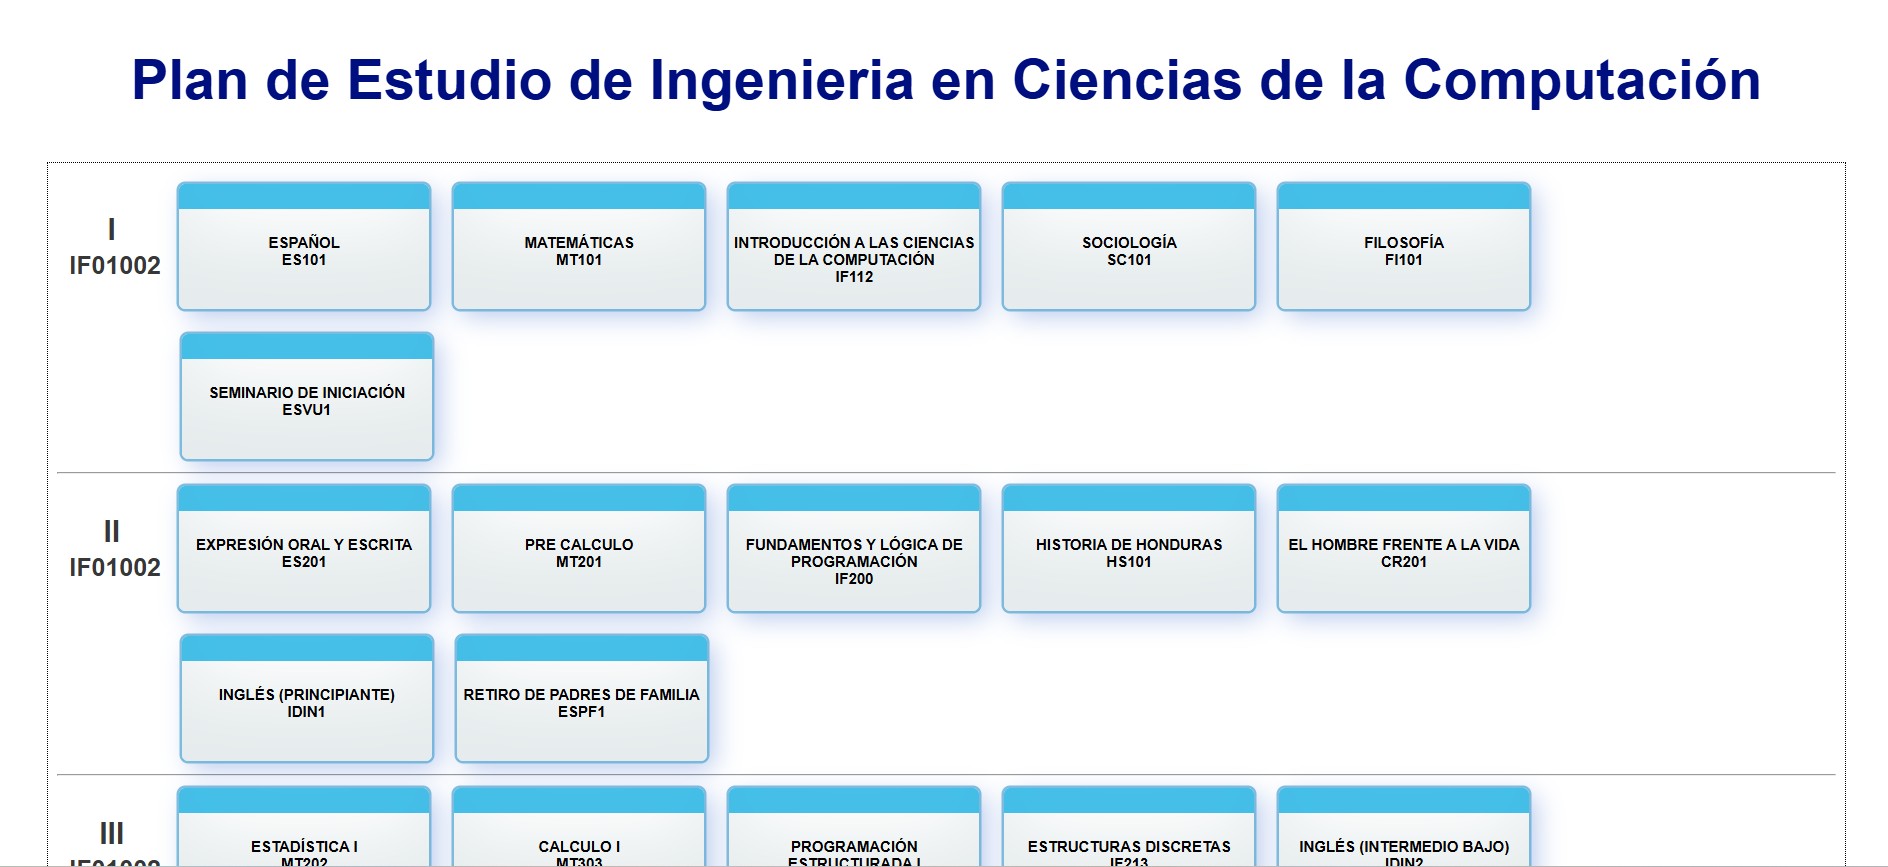 Plan de Estudio de Ingenieria en Ciencias de la Computación
I
IF01002
ESPAÑOL
ES101
MATEMÁTICAS
MT101
INTRODUCCIÓN A LAS CIENCIAS
DE LA COMPUTACIÓN
IF112
SOCIOLOGÍA
SC101
FILOSOFÍA
FI101
SEMINARIO DE INICIACIÓN
ESVU1
II
IF01002
EXPRESIÓN ORAL Y ESCRITA
ES201
PRE CALCULO
MT201
FUNDAMENTOS Y LÓGICA DE
PROGRAMACIÓN
IF200
HISTORIA DE HONDURAS
HS101
EL HOMBRE FRENTE A LA VIDA
CR201
INGLÉS (PRINCIPIANTE)
IDIN1
RETIRO DE PADRES DE FAMILIA
ESPF1
III
IF01002
ESTADÍSTICA I
MT202
CALCULO I
MT303
PROGRAMACIÓN
ESTRUCTURADA I
ESTRUCTURAS DISCRETAS
IF213
INGLÉS (INTERMEDIO BAJO)
IDIN2